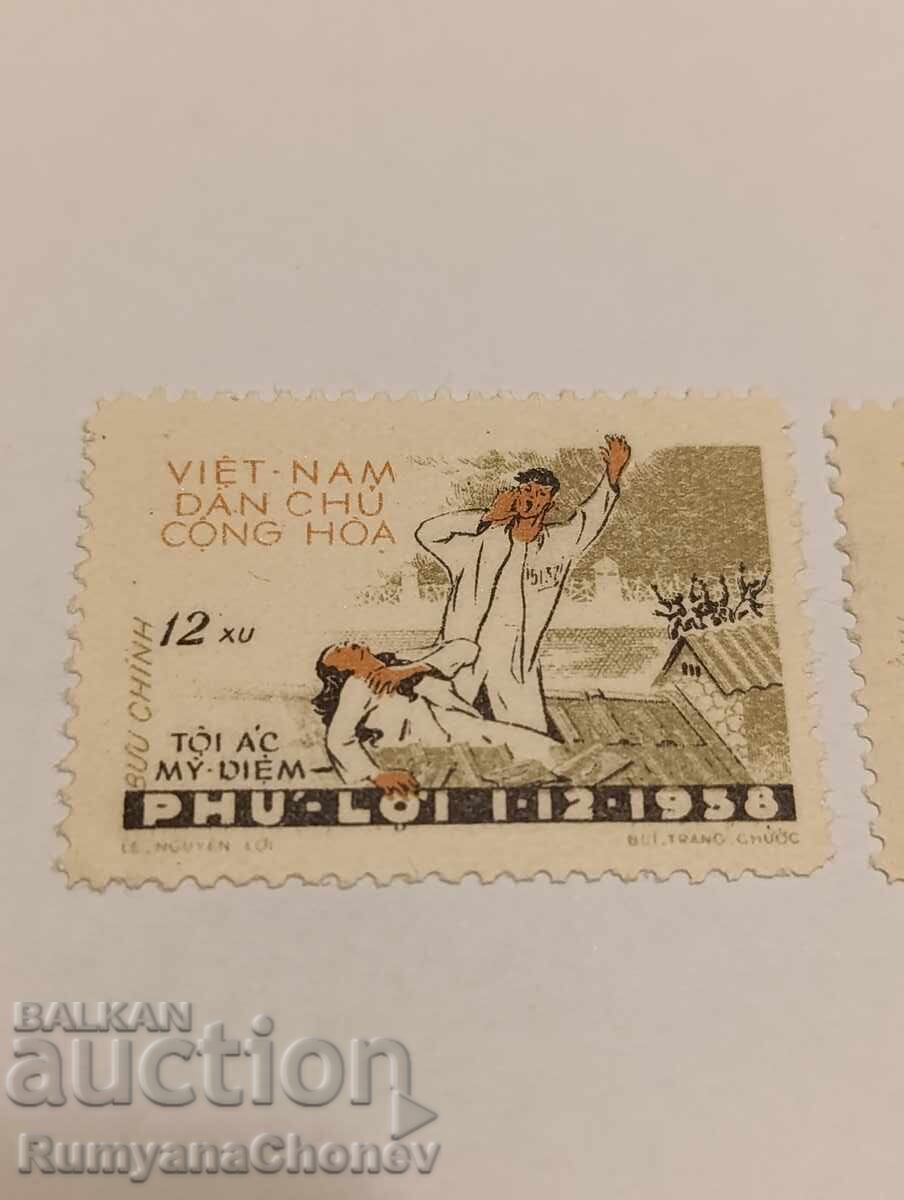 VIỆT-NAM
DÂN CHỦ
CỘNG HÒA
BƯU CHÍNH
12 XU
15137
TỘI ÁC
MỸ-DIỆM-
PHÚ-LỢI 1-12-1958
LÊ. NGUYÊN LỢI
BÙI. TRANG. CHƯỚC
BALKAN
auction
RumyanaChonev